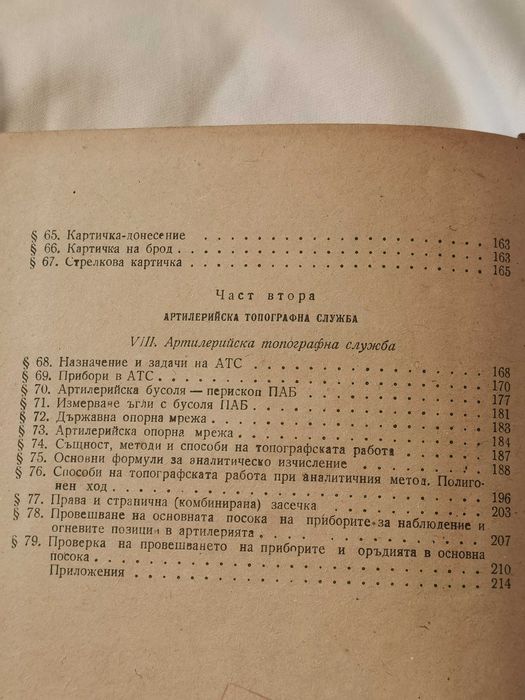 § 65. Картичка-донесение . . . . . . . . . . . . . . . . . . 163
§ 66. Картичка на брод . . . . . . . . . . . . . . . . . . . 163
§ 67. Стрелкова картичка . . . . . . . . . . . . . . . . . . 165
Част втора
АРТИЛЕРИЙСКА ТОПОГРАФНА СЛУЖБА
VIII. Артилерийска топографна служба
§ 68. Назначение и задачи на АТС . . . . . . . . . . . . . . 168
§ 69. Прибори в АТС . . . . . . . . . . . . . . . . . . . . 170
§ 70. Артилерийска бусоля — перископ ПАБ . . . . . . . . . . 177
§ 71. Измерване ъгли с бусоля ПАБ . . . . . . . . . . . . . 181
§ 72. Държавна опорна мрежа . . . . . . . . . . . . . . . . 183
§ 73. Артилерийска опорна мрежа . . . . . . . . . . . . . . 184
§ 74. Същност, методи и способи на топографската работа . . . 187
§ 75. Основни формули за аналитическо изчисление . . . . . . 188
§ 76. Способи на топографската работа при аналитичния метод. Полиго-
нен ход . . . . . . . . . . . . . . . . . . . . . . . 196
§ 77. Права и странична (комбинирана) засечка . . . . . . . . 203
§ 78. Провешване на основната посока на приборите за наблюдение и
огневите позиции в артилерията . . . . . . . . . . . . 207
§ 79. Проверка на провешването на приборите и оръдията в основна
посока . . . . . . . . . . . . . . . . . . . . . . . . 210
Приложения . . . . . . . . . . . . . . . . . . . . . . 214